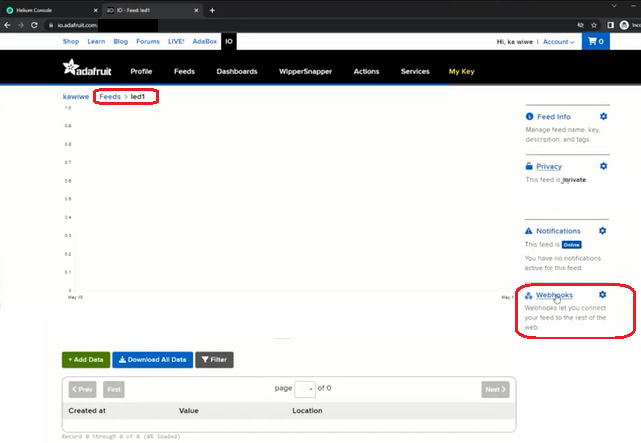 Helium Console
IO - Feed: led1
io.adafruit.com
Shop Learn Blog Forums LIVE! AdaBox IO
Hi, ka wiwe | Account 0
adafruit Profile Feeds Dashboards WipperSnapper Actions Services My Key
kawiwe Feeds > led1
1.0
0.9
0.8
0.7
0.6
0.5
0.4
0.3
0.2
0.1
0
May 10
May 1
Feed Info
Manage feed name, key,
description, and tags.
Privacy
This feed is private.
Notifications
This feed is Online
You have no notifications
active for this feed.
Webhooks
Webhooks let you connect
your feed to the rest of the
web.
+ Add Data Download All Data Filter
< Prev First page of 0 Next >
Created at Value Location
Record 0 through 0 of 0 (0% loaded)